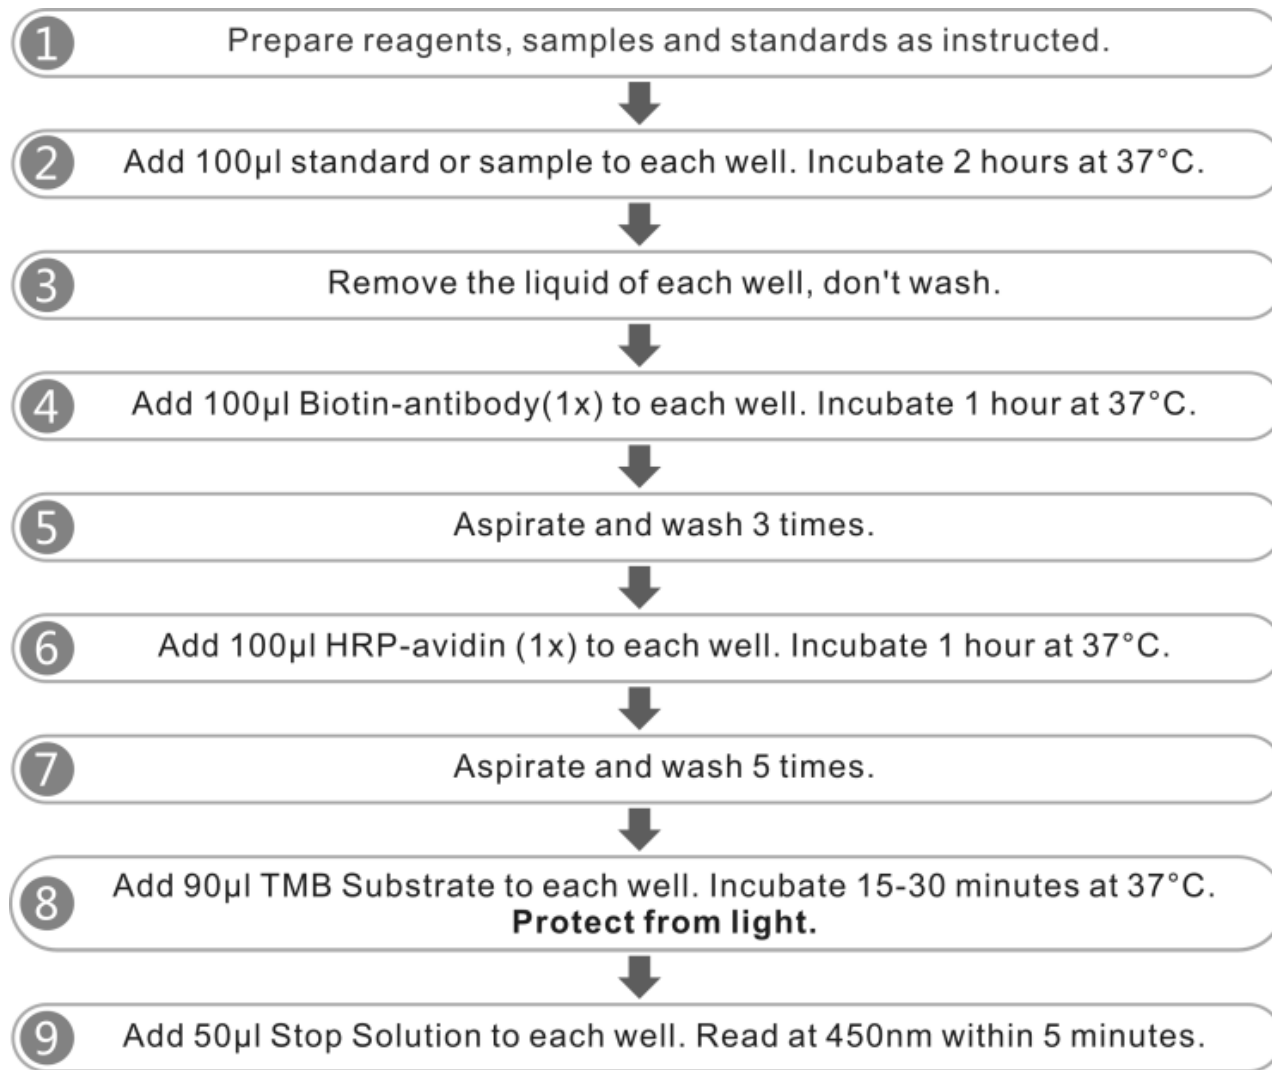 1 Prepare reagents, samples and standards as instructed.
2 Add 100µl standard or sample to each well. Incubate 2 hours at 37°C.
3 Remove the liquid of each well, don't wash.
4 Add 100µl Biotin-antibody(1x) to each well. Incubate 1 hour at 37°C.
5 Aspirate and wash 3 times.
6 Add 100µl HRP-avidin (1x) to each well. Incubate 1 hour at 37°C.
7 Aspirate and wash 5 times.
8 Add 90µl TMB Substrate to each well. Incubate 15-30 minutes at 37°C.
Protect from light.
9 Add 50µl Stop Solution to each well. Read at 450nm within 5 minutes.